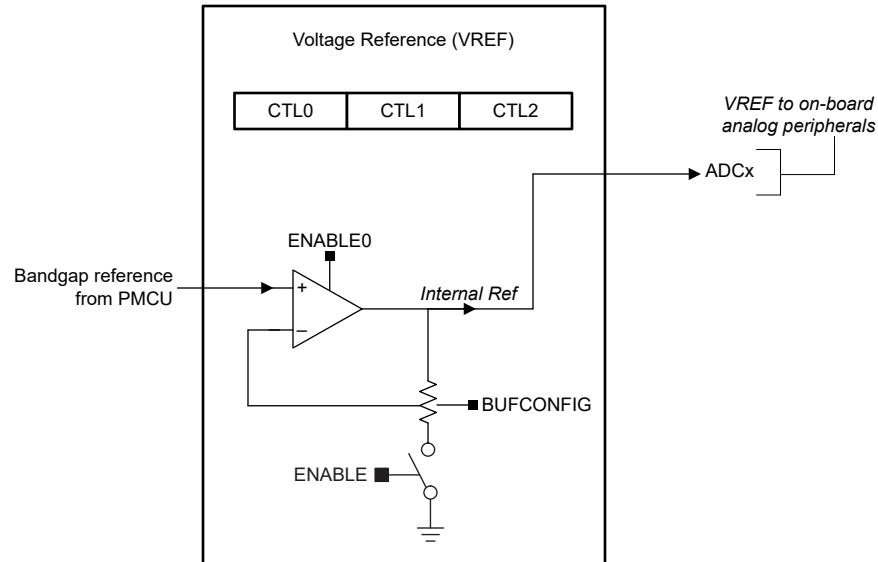 Voltage Reference (VREF)
CTL0 CTL1 CTL2
VREF to on-board
analog peripherals
ADCx
ENABLE0
Bandgap reference
from PMCU
+
–
Internal Ref
BUFCONFIG
ENABLE